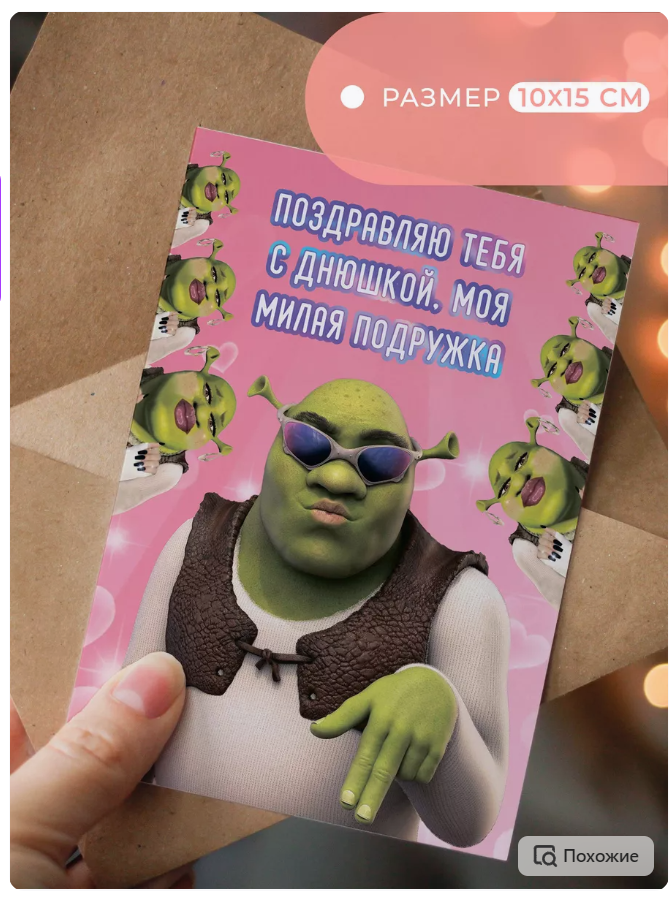 РАЗМЕР 10X15 СМ
ПОЗДРАВЛЯЮ ТЕБЯ
С ДНЮШКОЙ, МОЯ
МИЛАЯ ПОДРУЖКА
Похожие